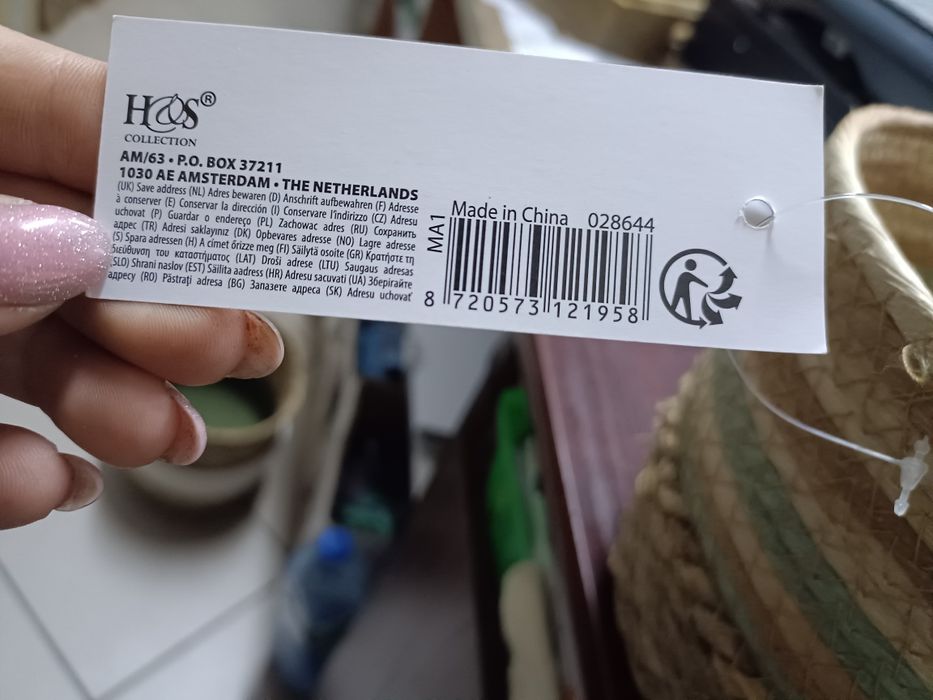 H&S®
COLLECTION
AM/63 • P.O. BOX 37211
1030 AE AMSTERDAM • THE NETHERLANDS
(UK) Save address (NL) Adres bewaren (D) Anschrift aufbewahren (F) Adresse
à conserver (E) Conservar la dirección (I) Conservare l'indirizzo (CZ) Adresu
uchovat (P) Guardar o endereço (PL) Zachowac adres (RU) Сохранить
адрес (TR) Adresi saklayınız (DK) Opbevares adresse (NO) Lagre adresse
(S) Spara adressen (H) A címet őrizze meg (FI) Säilytä osoite (GR) Κρατήστε τη
διεύθυνση του καταστήματος (LAT) Droši adrese (LTU) Saugaus adresas
(SLO) Shrani naslov (EST) Säilita aadress (HR) Adresu sacuvati (UA) Зберігайте
адресу (RO) Păstrați adresa (BG) Запазете адреса (SK) Adresu uchovať
MA1
Made in China 028644
8 720573 121958